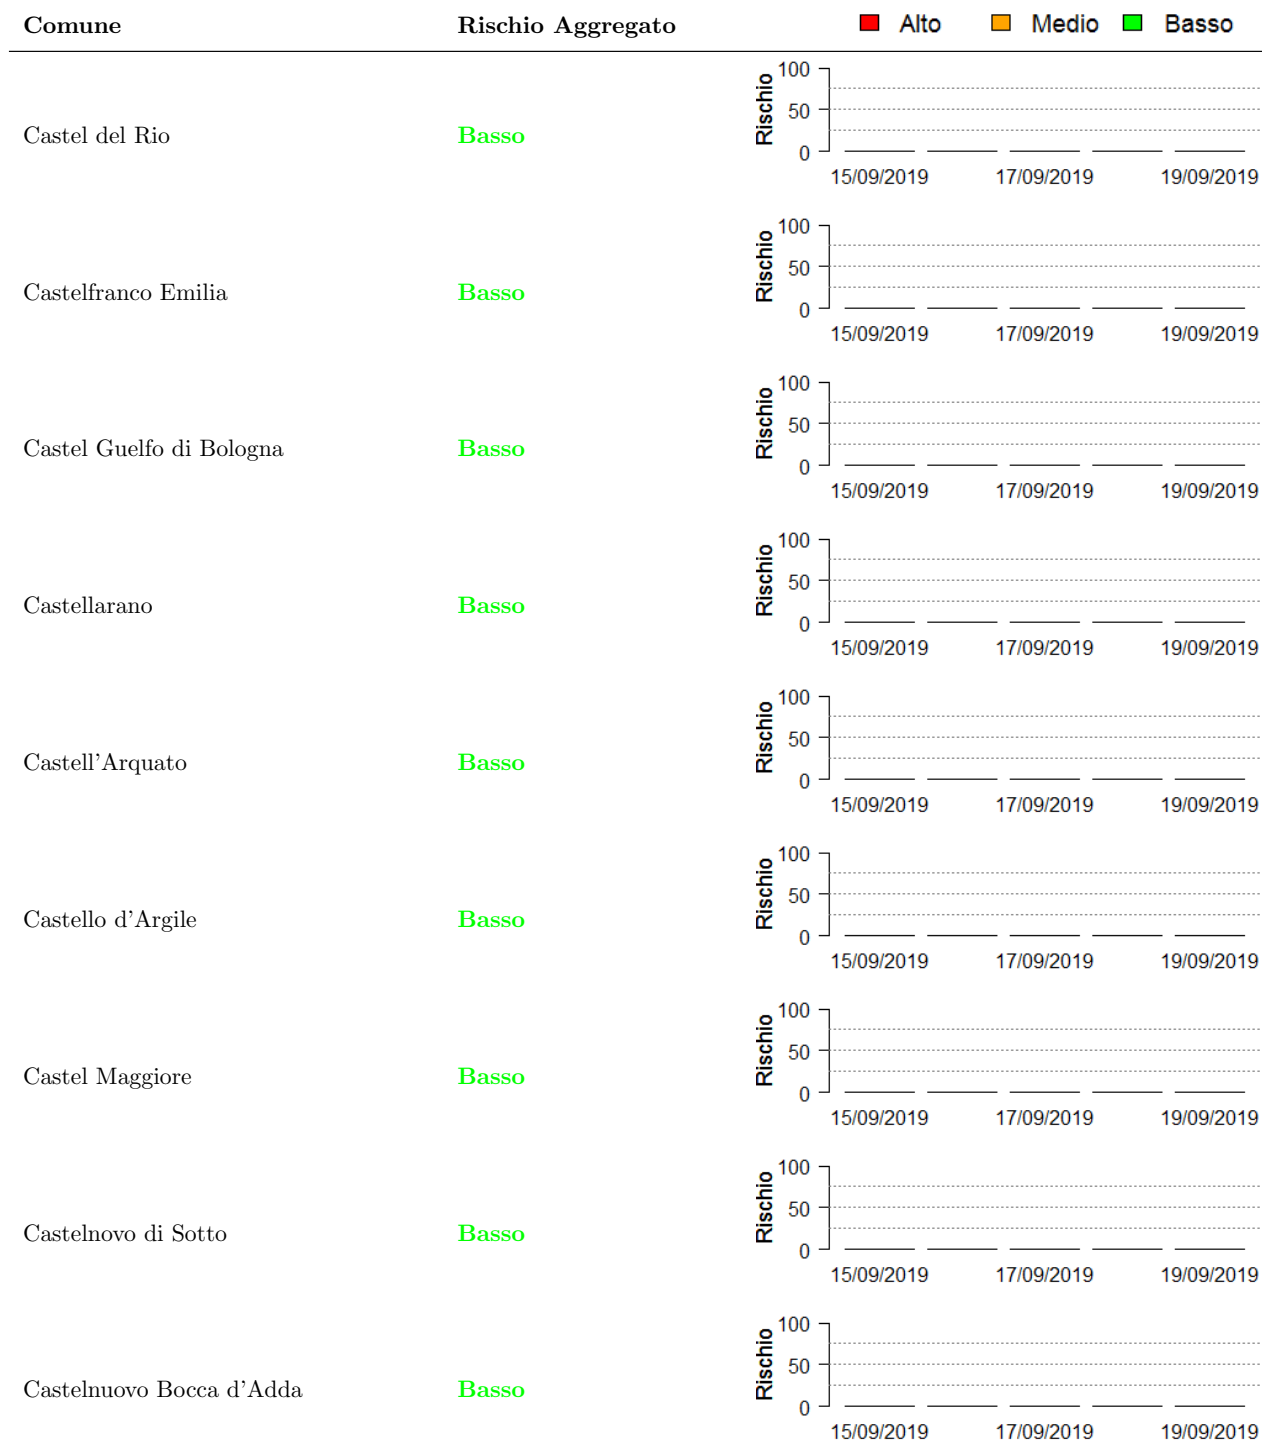 Comune Rischio Aggregato Alto Medio Basso
100
50
0
Rischio
Castel del Rio Basso
15/09/2019 17/09/2019 19/09/2019
100
50
0
Rischio
Castelfranco Emilia Basso
15/09/2019 17/09/2019 19/09/2019
100
50
0
Rischio
Castel Guelfo di Bologna Basso
15/09/2019 17/09/2019 19/09/2019
100
50
0
Rischio
Castellarano Basso
15/09/2019 17/09/2019 19/09/2019
100
50
0
Rischio
Castell'Arquato Basso
15/09/2019 17/09/2019 19/09/2019
100
50
0
Rischio
Castello d'Argile Basso
15/09/2019 17/09/2019 19/09/2019
100
50
0
Rischio
Castel Maggiore Basso
15/09/2019 17/09/2019 19/09/2019
100
50
0
Rischio
Castelnovo di Sotto Basso
15/09/2019 17/09/2019 19/09/2019
100
50
0
Rischio
Castelnuovo Bocca d'Adda Basso
15/09/2019 17/09/2019 19/09/2019